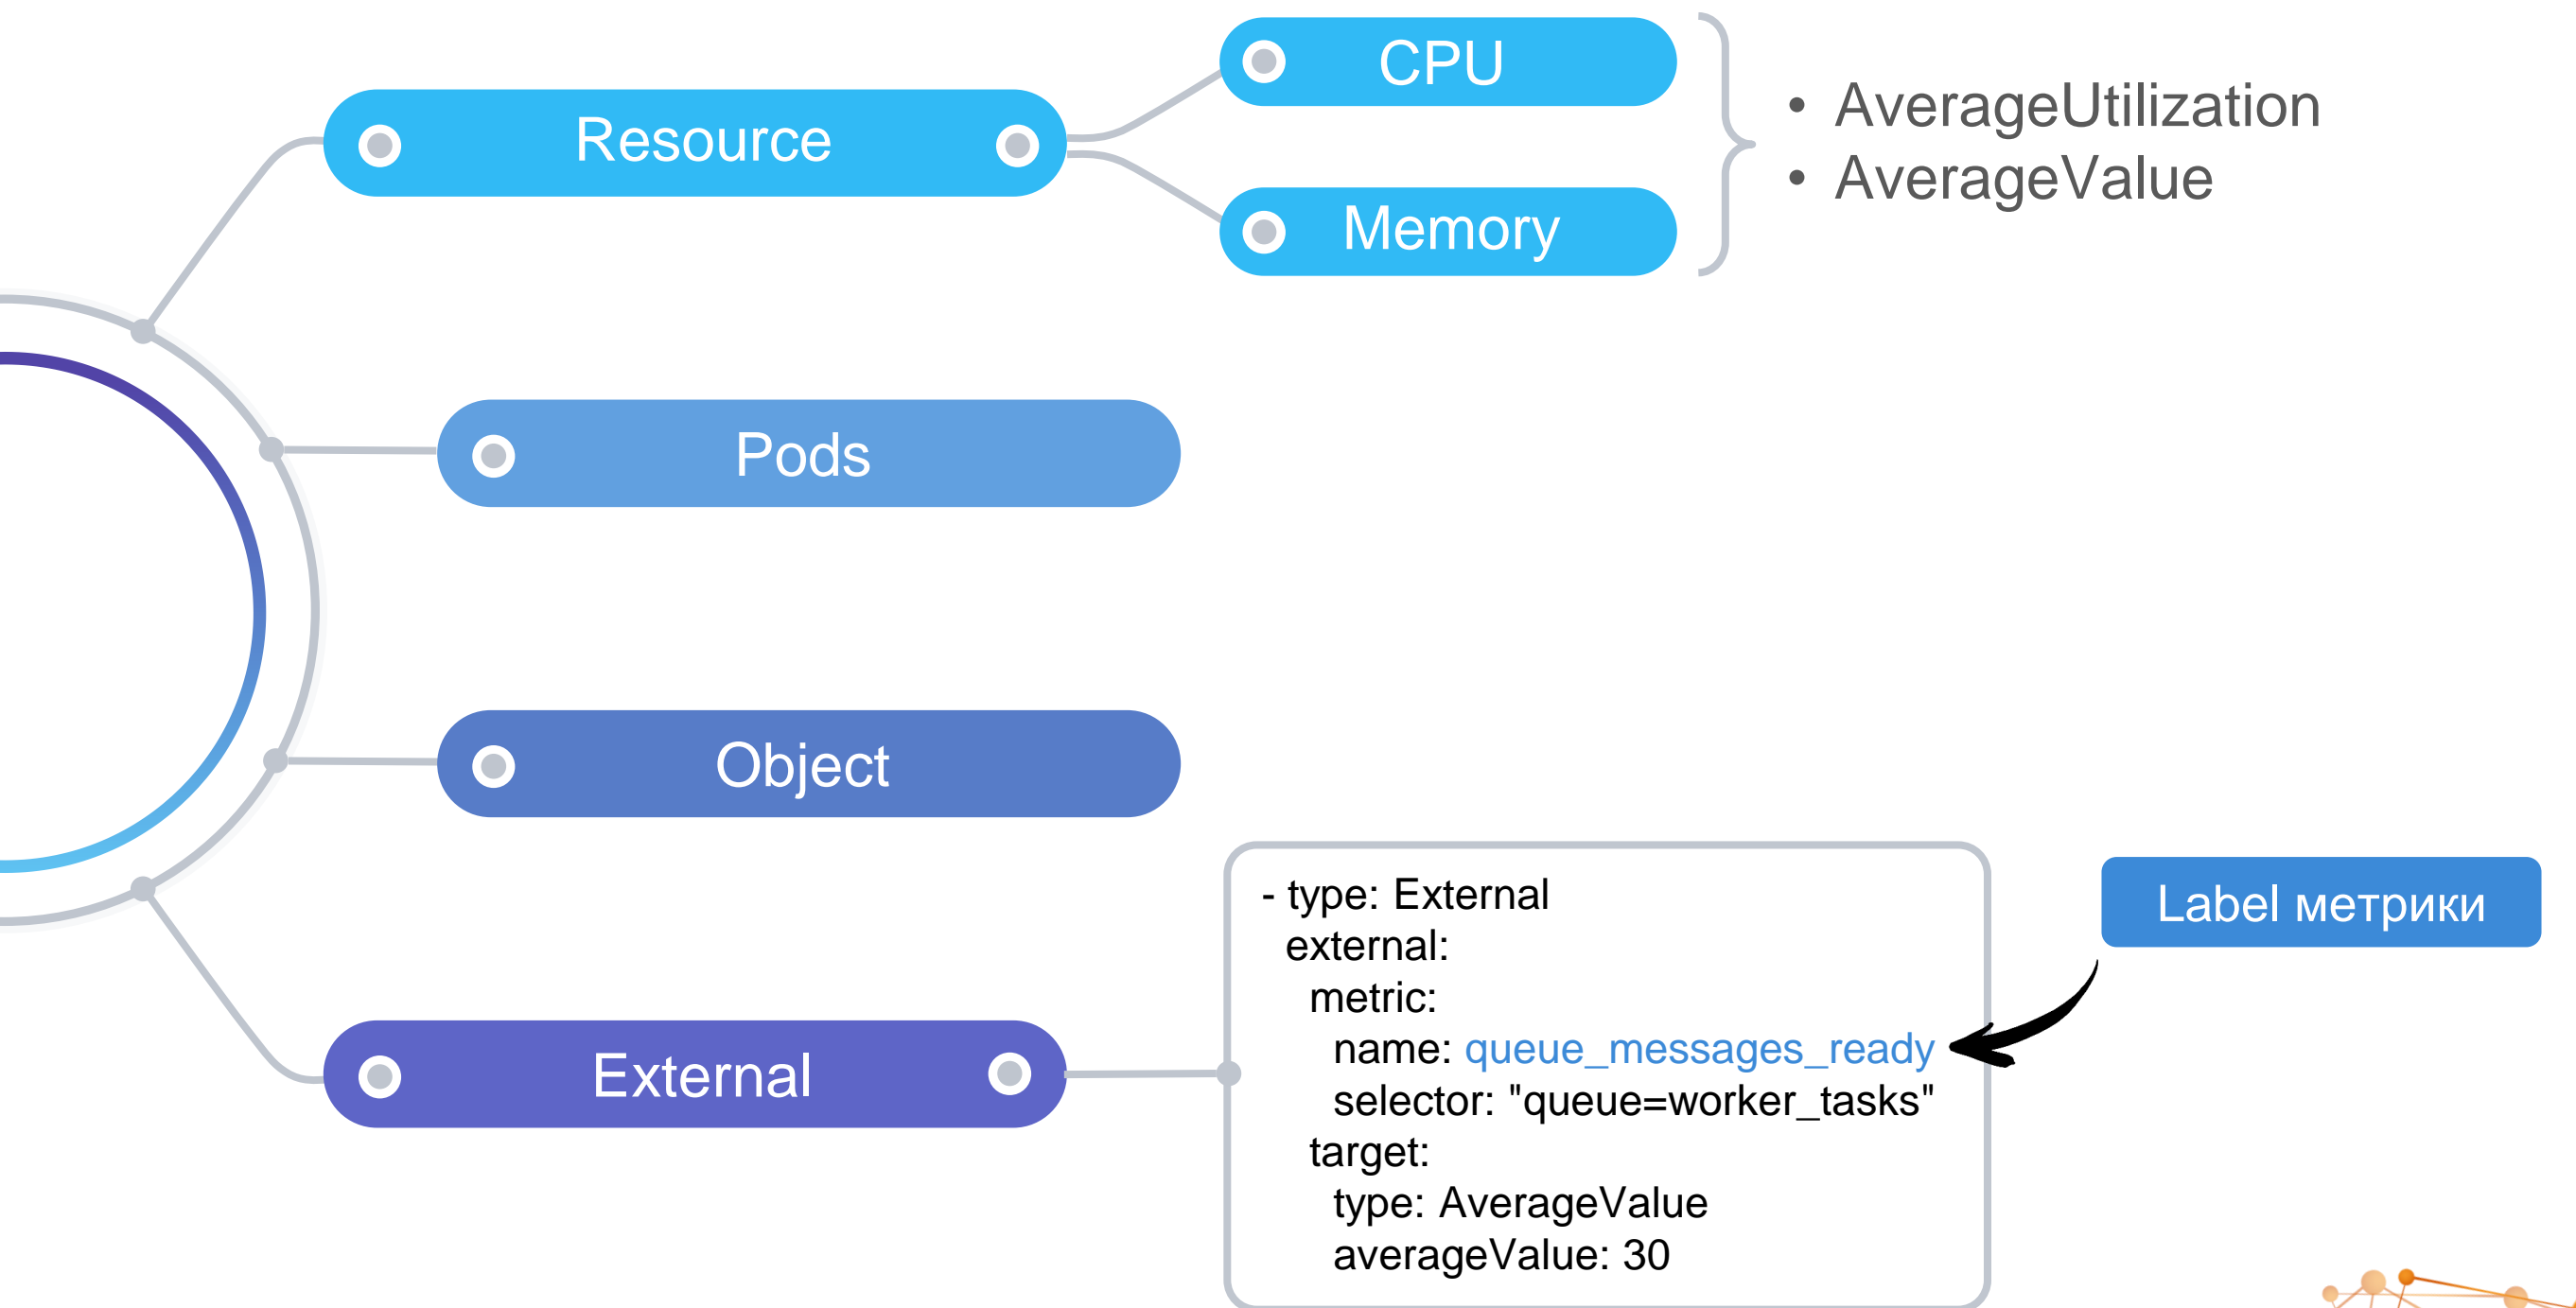 Resource
CPU
Memory
• AverageUtilization
• AverageValue
Pods
Object
External
- type: External
external:
metric:
name: queue_messages_ready
selector: "queue=worker_tasks"
target:
type: AverageValue
averageValue: 30
Label метрики